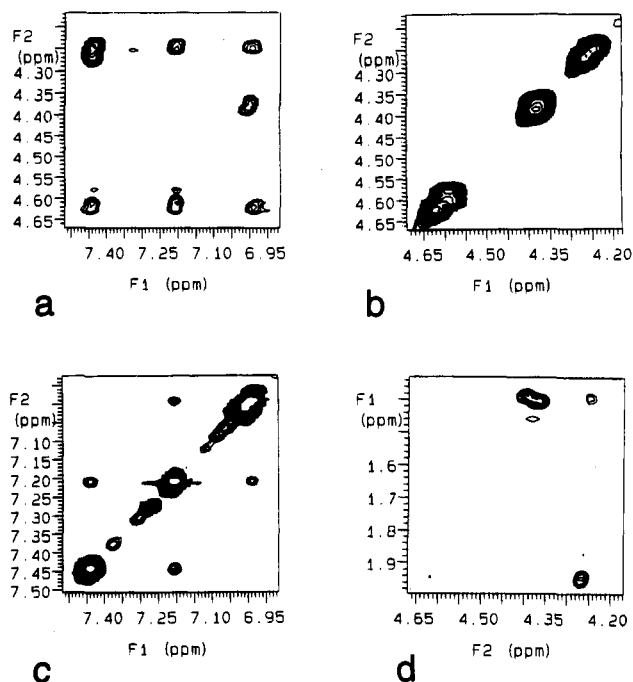 F2
(ppm)
4.30
4.35
4.40
4.45
4.50
4.55
4.60
4.65
7.40 7.25 7.10 6.95
F1 (ppm)
a
F2
(ppm)
4.30
4.35
4.40
4.45
4.50
4.55
4.60
4.65
4.65 4.50 4.35 4.20
F1 (ppm)
b
F2
(ppm)
7.10
7.15
7.20
7.25
7.30
7.35
7.40
7.45
7.50
7.40 7.25 7.10 6.95
F1 (ppm)
c
F1
(ppm)
1.6
1.7
1.8
1.9
4.65 4.50 4.35 4.20
F2 (ppm)
d